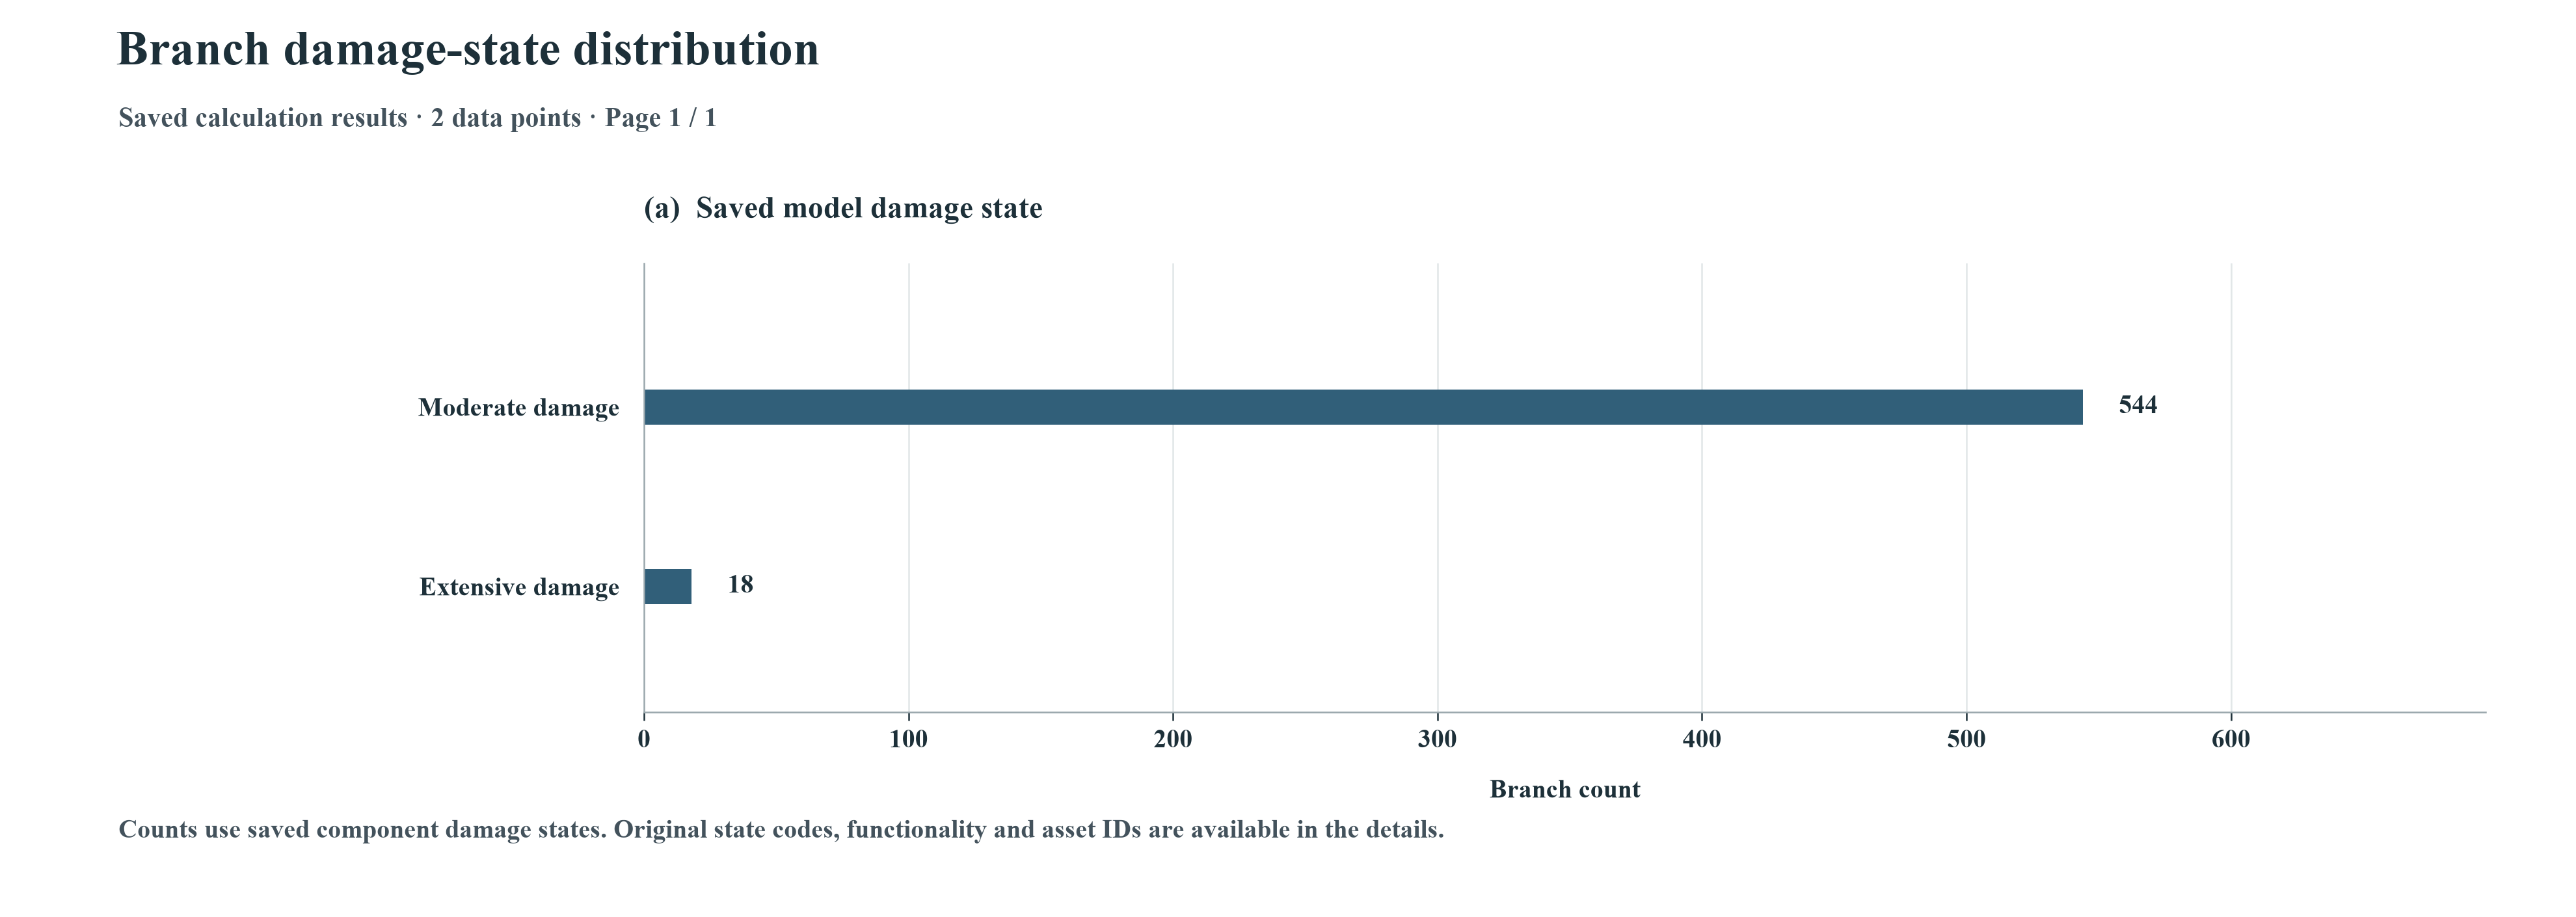 Branch damage-state distribution
Saved calculation results · 2 data points · Page 1 / 1
(a) Saved model damage state
Moderate damage 544
Extensive damage 18
0 100 200 300 400 500 600
Branch count
Counts use saved component damage states. Original state codes, functionality and asset IDs are available in the details.